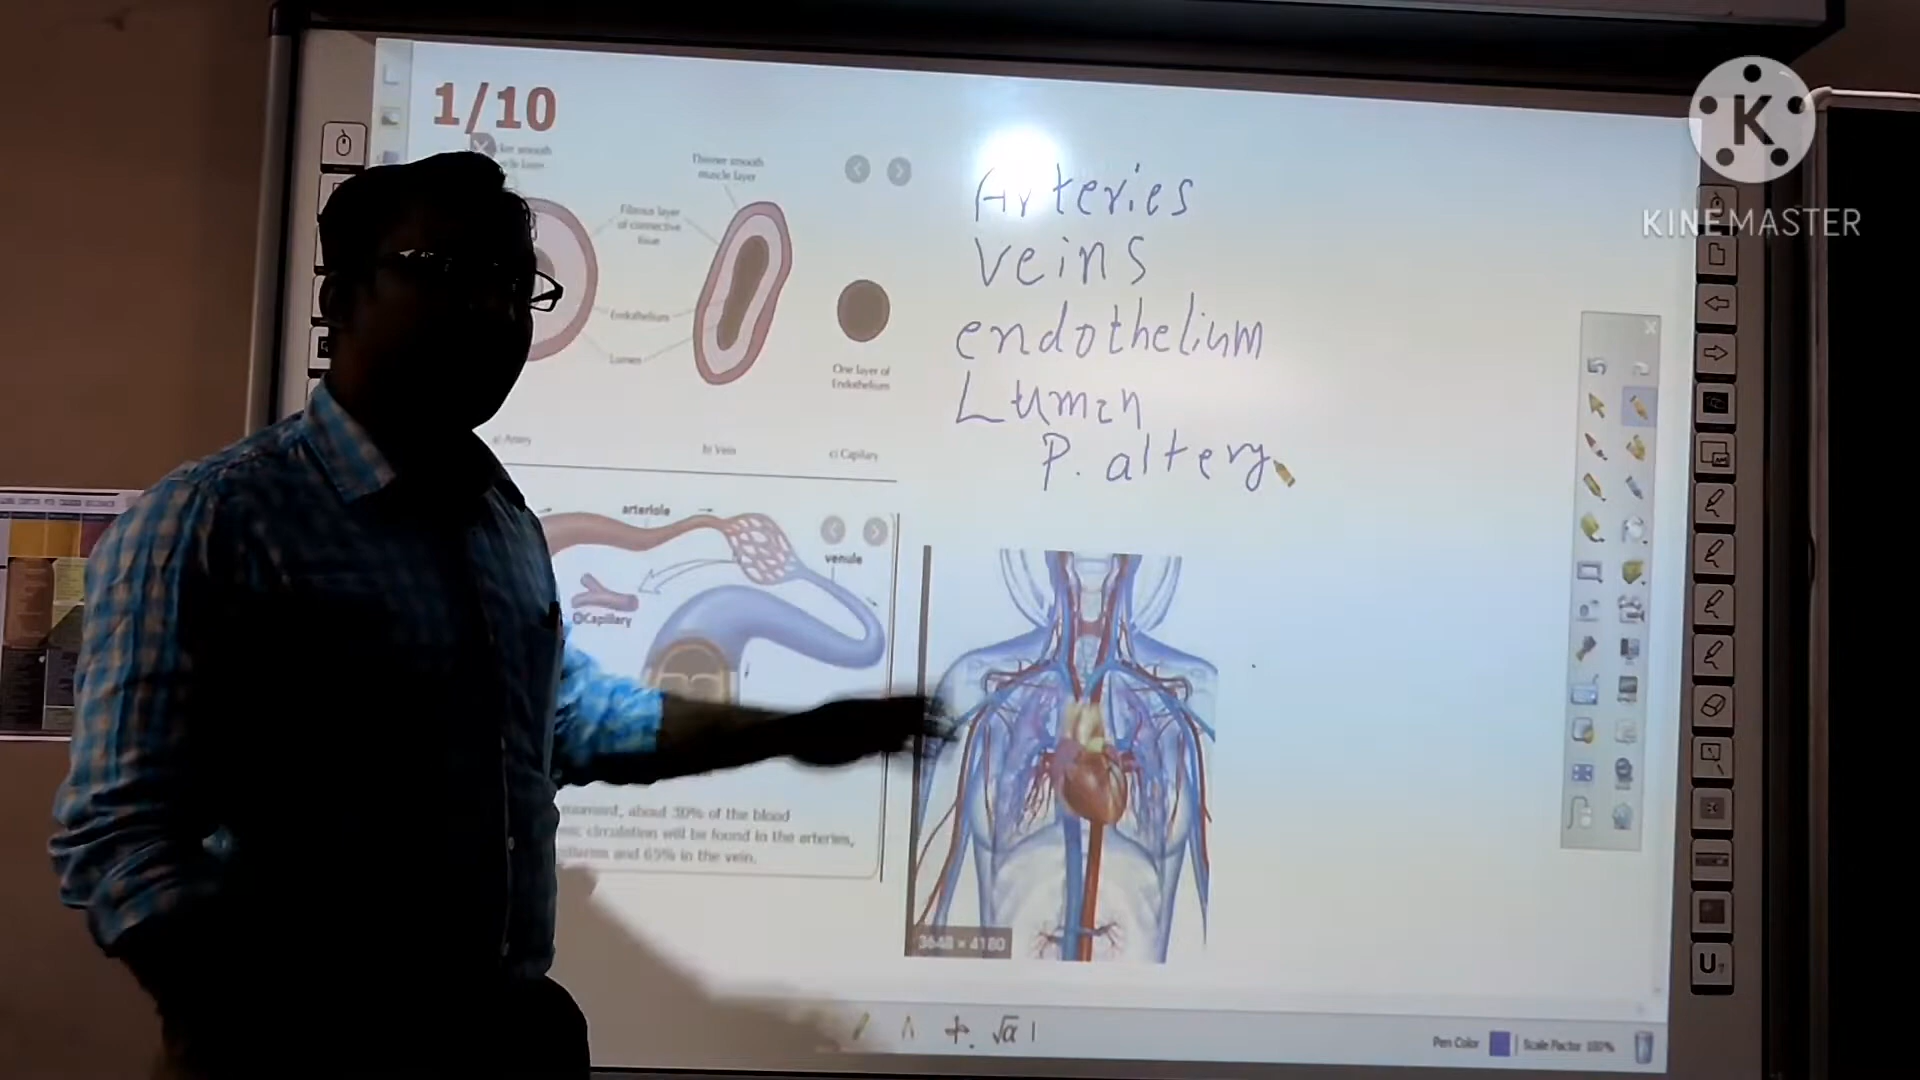 1/10
Thinner smooth
muscle layer
Fibrous layer
of connective
tissue
Endothelium
Lumen
One layer of
Endothelium
b) Vein
c) Capillary
arteriole
venule
Capillary
about 30% of the blood
circulation will be found in the arteries,
and 65% in the vein.
Arteries
veins
endothelium
Lumen
P. altery
3648 × 4180
K
KINEMASTER
√α
Pen Color
Scale Factor 100%
U